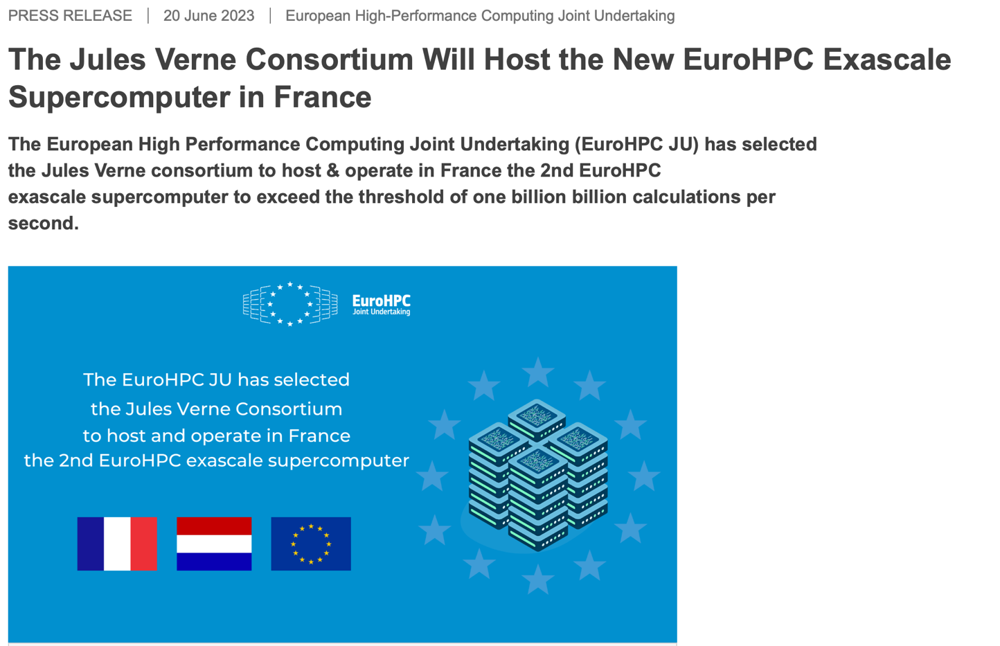 PRESS RELEASE | 20 June 2023 | European High-Performance Computing Joint Undertaking
The Jules Verne Consortium Will Host the New EuroHPC Exascale
Supercomputer in France
The European High Performance Computing Joint Undertaking (EuroHPC JU) has selected
the Jules Verne consortium to host & operate in France the 2nd EuroHPC
exascale supercomputer to exceed the threshold of one billion billion calculations per
second.
EuroHPC
Joint Undertaking
The EuroHPC JU has selected
the Jules Verne Consortium
to host and operate in France
the 2nd EuroHPC exascale supercomputer